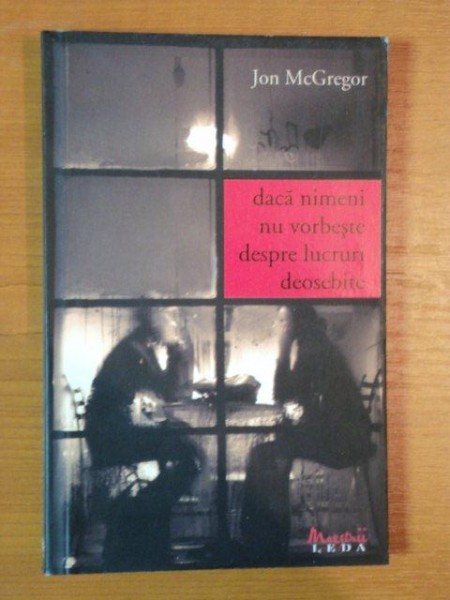 Jon McGregor
dacă nimeni
nu vorbește
despre lucruri
deosebite
Maeștrii
LEDA